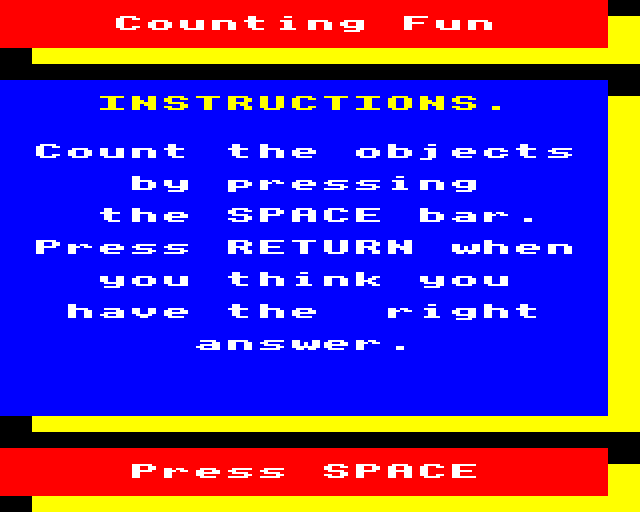 Counting Fun
INSTRUCTIONS.
Count the objects
by pressing
the SPACE bar.
Press RETURN when
you think you
have the right
answer.
Press SPACE